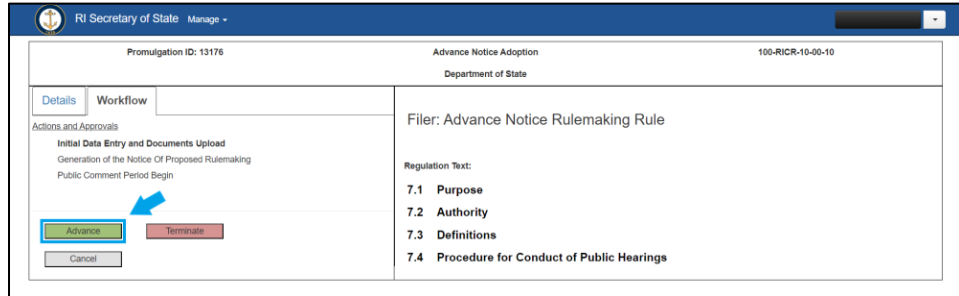 RI Secretary of State Manage
Promulgation ID: 13176 Advance Notice Adoption 100-RICR-10-00-10
Department of State
Details Workflow
Actions and Approvals
Initial Data Entry and Documents Upload
Generation of the Notice Of Proposed Rulemaking
Public Comment Period Begin
Advance Terminate
Cancel
Filer: Advance Notice Rulemaking Rule
Regulation Text:
7.1 Purpose
7.2 Authority
7.3 Definitions
7.4 Procedure for Conduct of Public Hearings